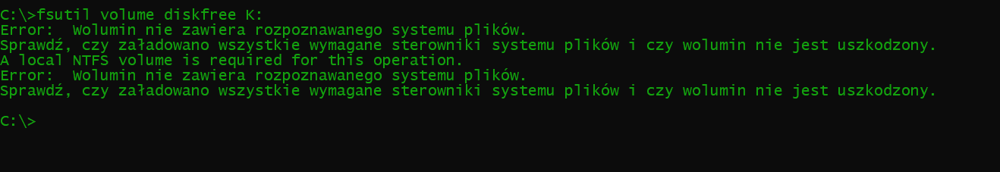 C:\>fsutil volume diskfree K:
Error:  Wolumin nie zawiera rozpoznawanego systemu plików.
Sprawdź, czy załadowano wszystkie wymagane sterowniki systemu plików i czy wolumin nie jest uszkodzony.
A local NTFS volume is required for this operation.
Error:  Wolumin nie zawiera rozpoznawanego systemu plików.
Sprawdź, czy załadowano wszystkie wymagane sterowniki systemu plików i czy wolumin nie jest uszkodzony.
C:\>